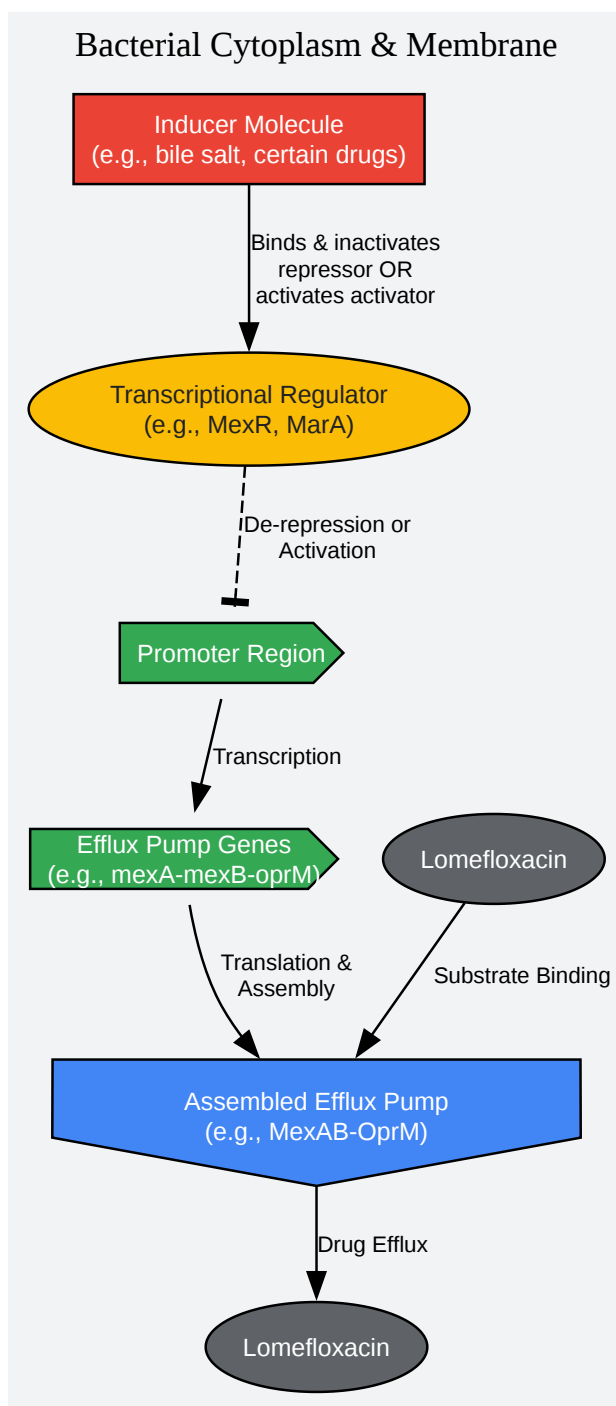 Bacterial Cytoplasm & Membrane
Inducer Molecule
(e.g., bile salt, certain drugs)
Binds & inactivates
repressor OR
activates activator
Transcriptional Regulator
(e.g., MexR, MarA)
De-repression or
Activation
Promoter Region
Transcription
Efflux Pump Genes
(e.g., mexA-mexB-oprM)
Lomefloxacin
Translation &
Assembly
Substrate Binding
Assembled Efflux Pump
(e.g., MexAB-OprM)
Drug Efflux
Lomefloxacin